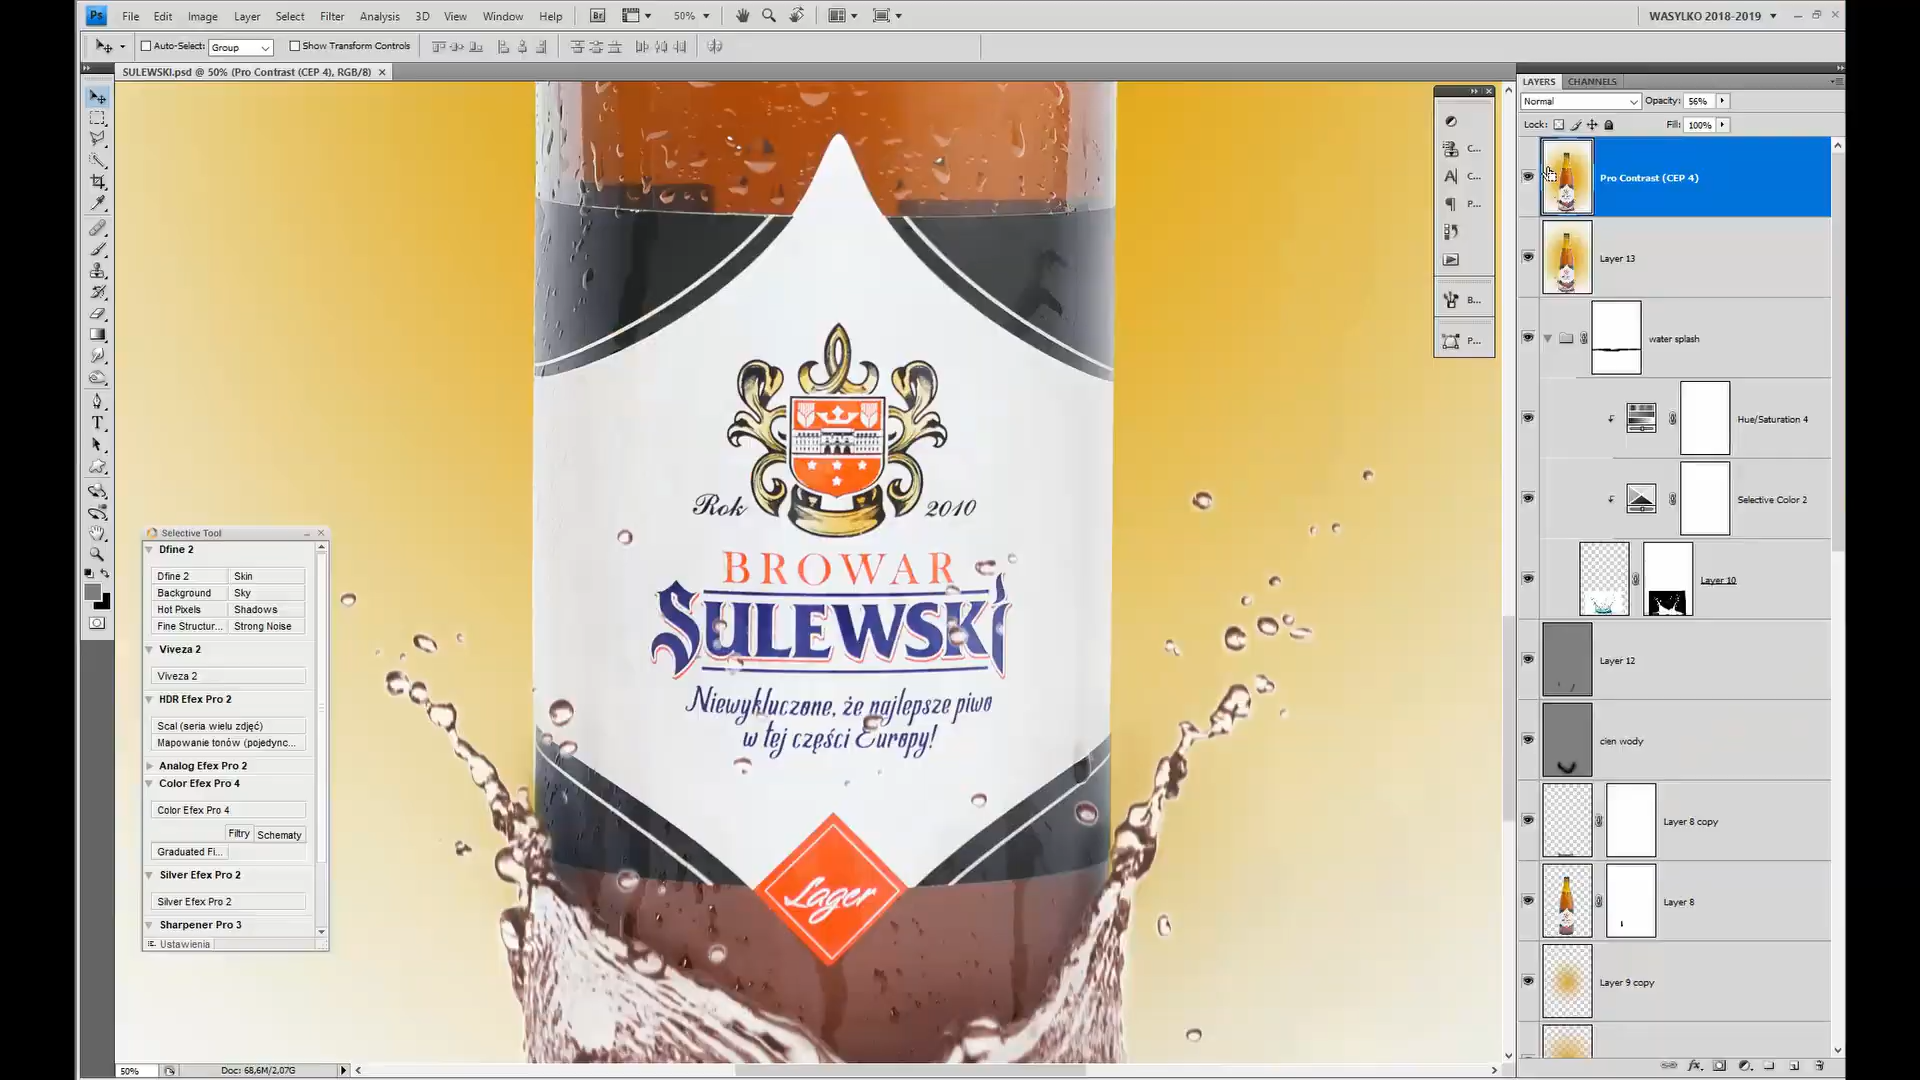 Ps File Edit Image Layer Select Filter Analysis 3D View Window Help Br 50% WASYLKO 2018-2019
Auto-Select: Group Show Transform Controls
SULEWSKI.psd @ 50% (Pro Contrast (CEP 4), RGB/8)
Rok 2010
BROWAR
SULEWSKI
Niewykluczone, że najlepsze piwo
w tej części Europy!
Lager
C...
C...
P...
B...
P...
Selective Tool
Dfine 2
Dfine 2 Skin
Background Sky
Hot Pixels Shadows
Fine Structur... Strong Noise
Viveza 2
Viveza 2
HDR Efex Pro 2
Scal (seria wielu zdjęć)
Mapowanie tonów (pojedync...
Analog Efex Pro 2
Color Efex Pro 4
Color Efex Pro 4
Filtry Schematy
Graduated Fi...
Silver Efex Pro 2
Silver Efex Pro 2
Sharpener Pro 3
Ustawienia
LAYERS CHANNELS
Normal Opacity: 56%
Lock: Fill: 100%
Pro Contrast (CEP 4)
Layer 13
water splash
Hue/Saturation 4
Selective Color 2
Layer 10
Layer 12
cien wody
Layer 8 copy
Layer 8
Layer 9 copy
50% Doc: 68,6M/2,07G